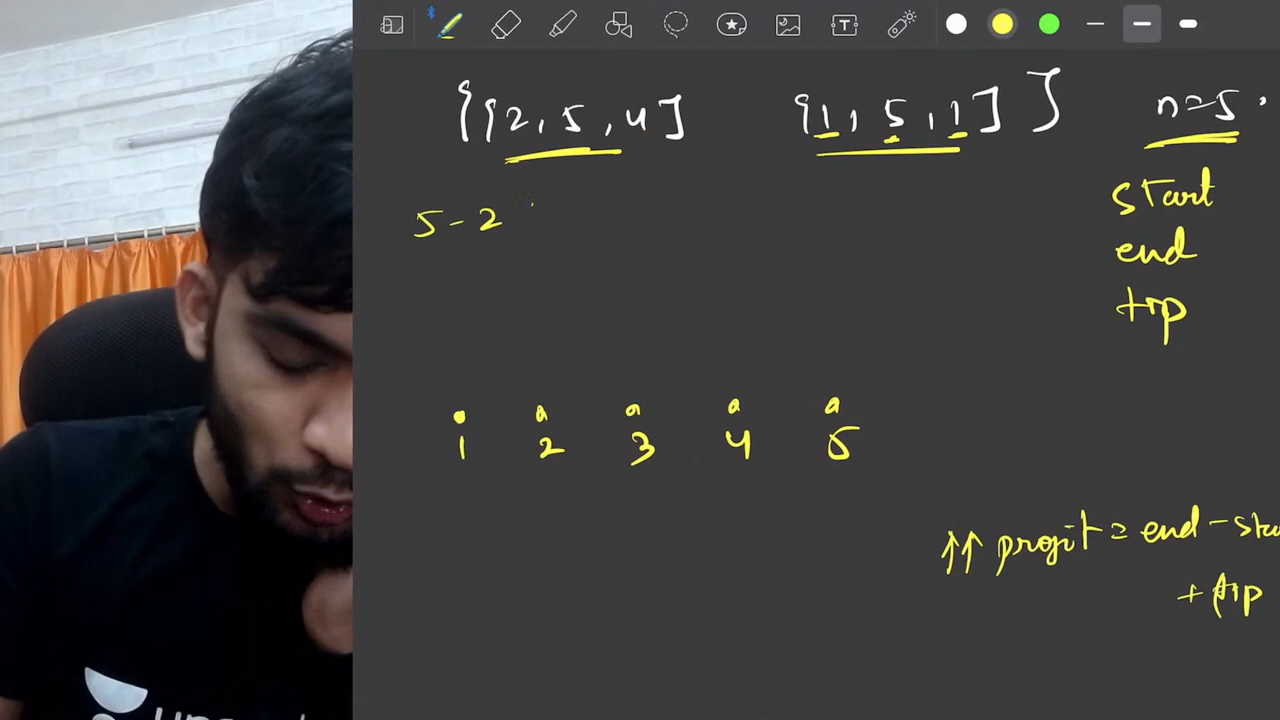 {{2,5,4] {1,5,1]} n=5.
start
5-2
end
tip
1 2 3 4 5
↑↑ profit = end-sta
+ tip